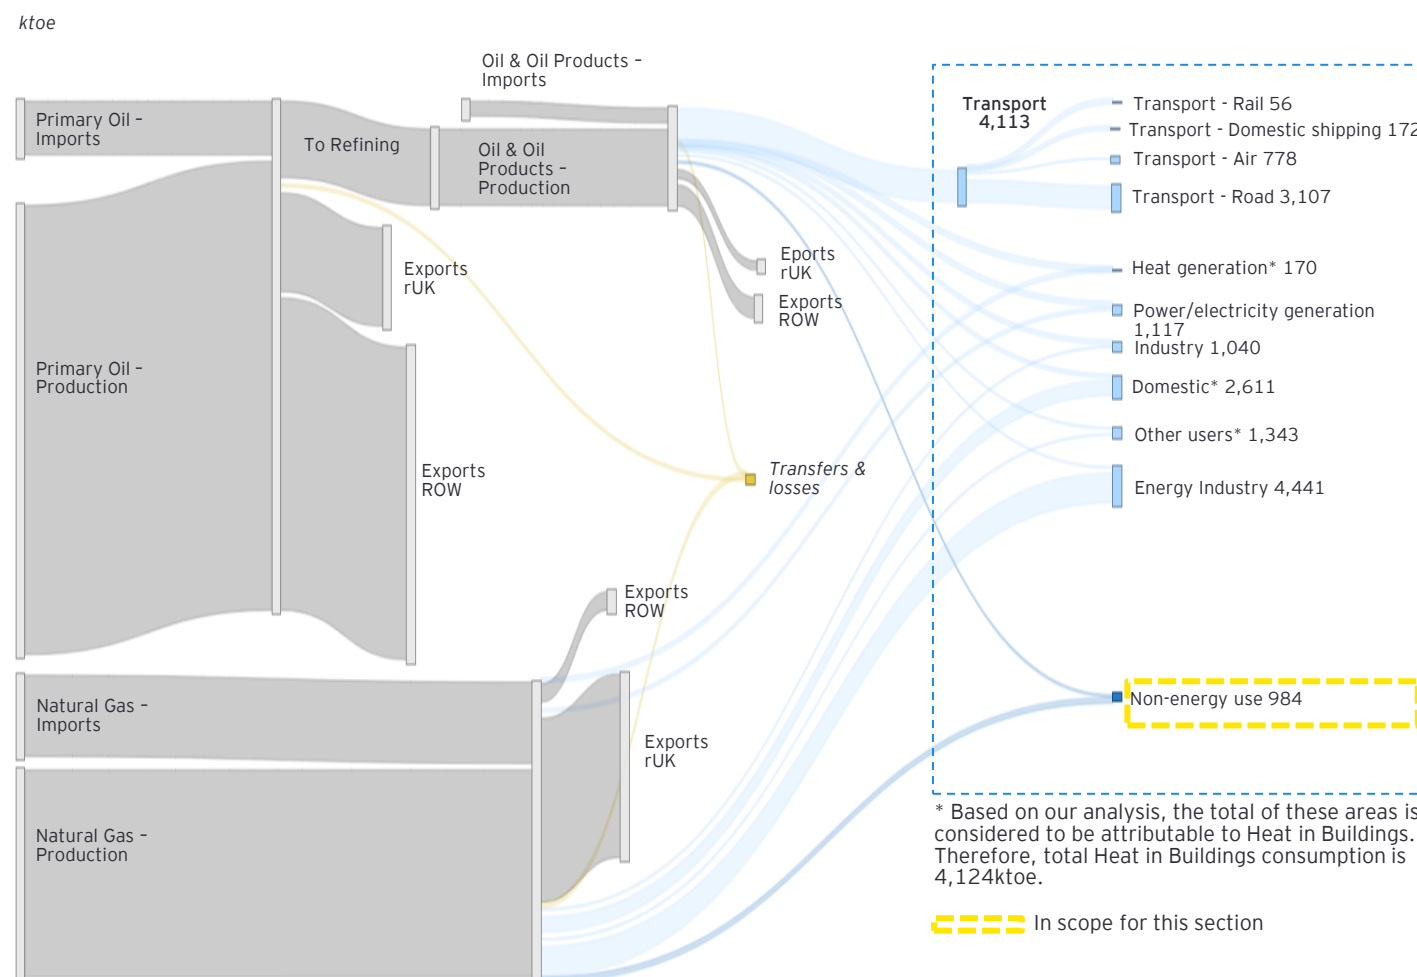 ktoe
Oil & Oil Products –
Imports
Primary Oil –
Imports
To Refining
Oil & Oil
Products –
Production
Transport
4,113
Transport - Rail 56
Transport - Domestic shipping 172
Transport - Air 778
Transport - Road 3,107
Exports
rUK
Eports
rUK
Exports
ROW
Heat generation* 170
Power/electricity generation
1,117
Industry 1,040
Primary Oil –
Production
Domestic* 2,611
Other users* 1,343
Exports
ROW
Transfers &
losses
Energy Industry 4,441
Exports
ROW
Natural Gas –
Imports
Exports
rUK
Non-energy use 984
Natural Gas –
Production
* Based on our analysis, the total of these areas is
considered to be attributable to Heat in Buildings.
Therefore, total Heat in Buildings consumption is
4,124ktoe.
In scope for this section